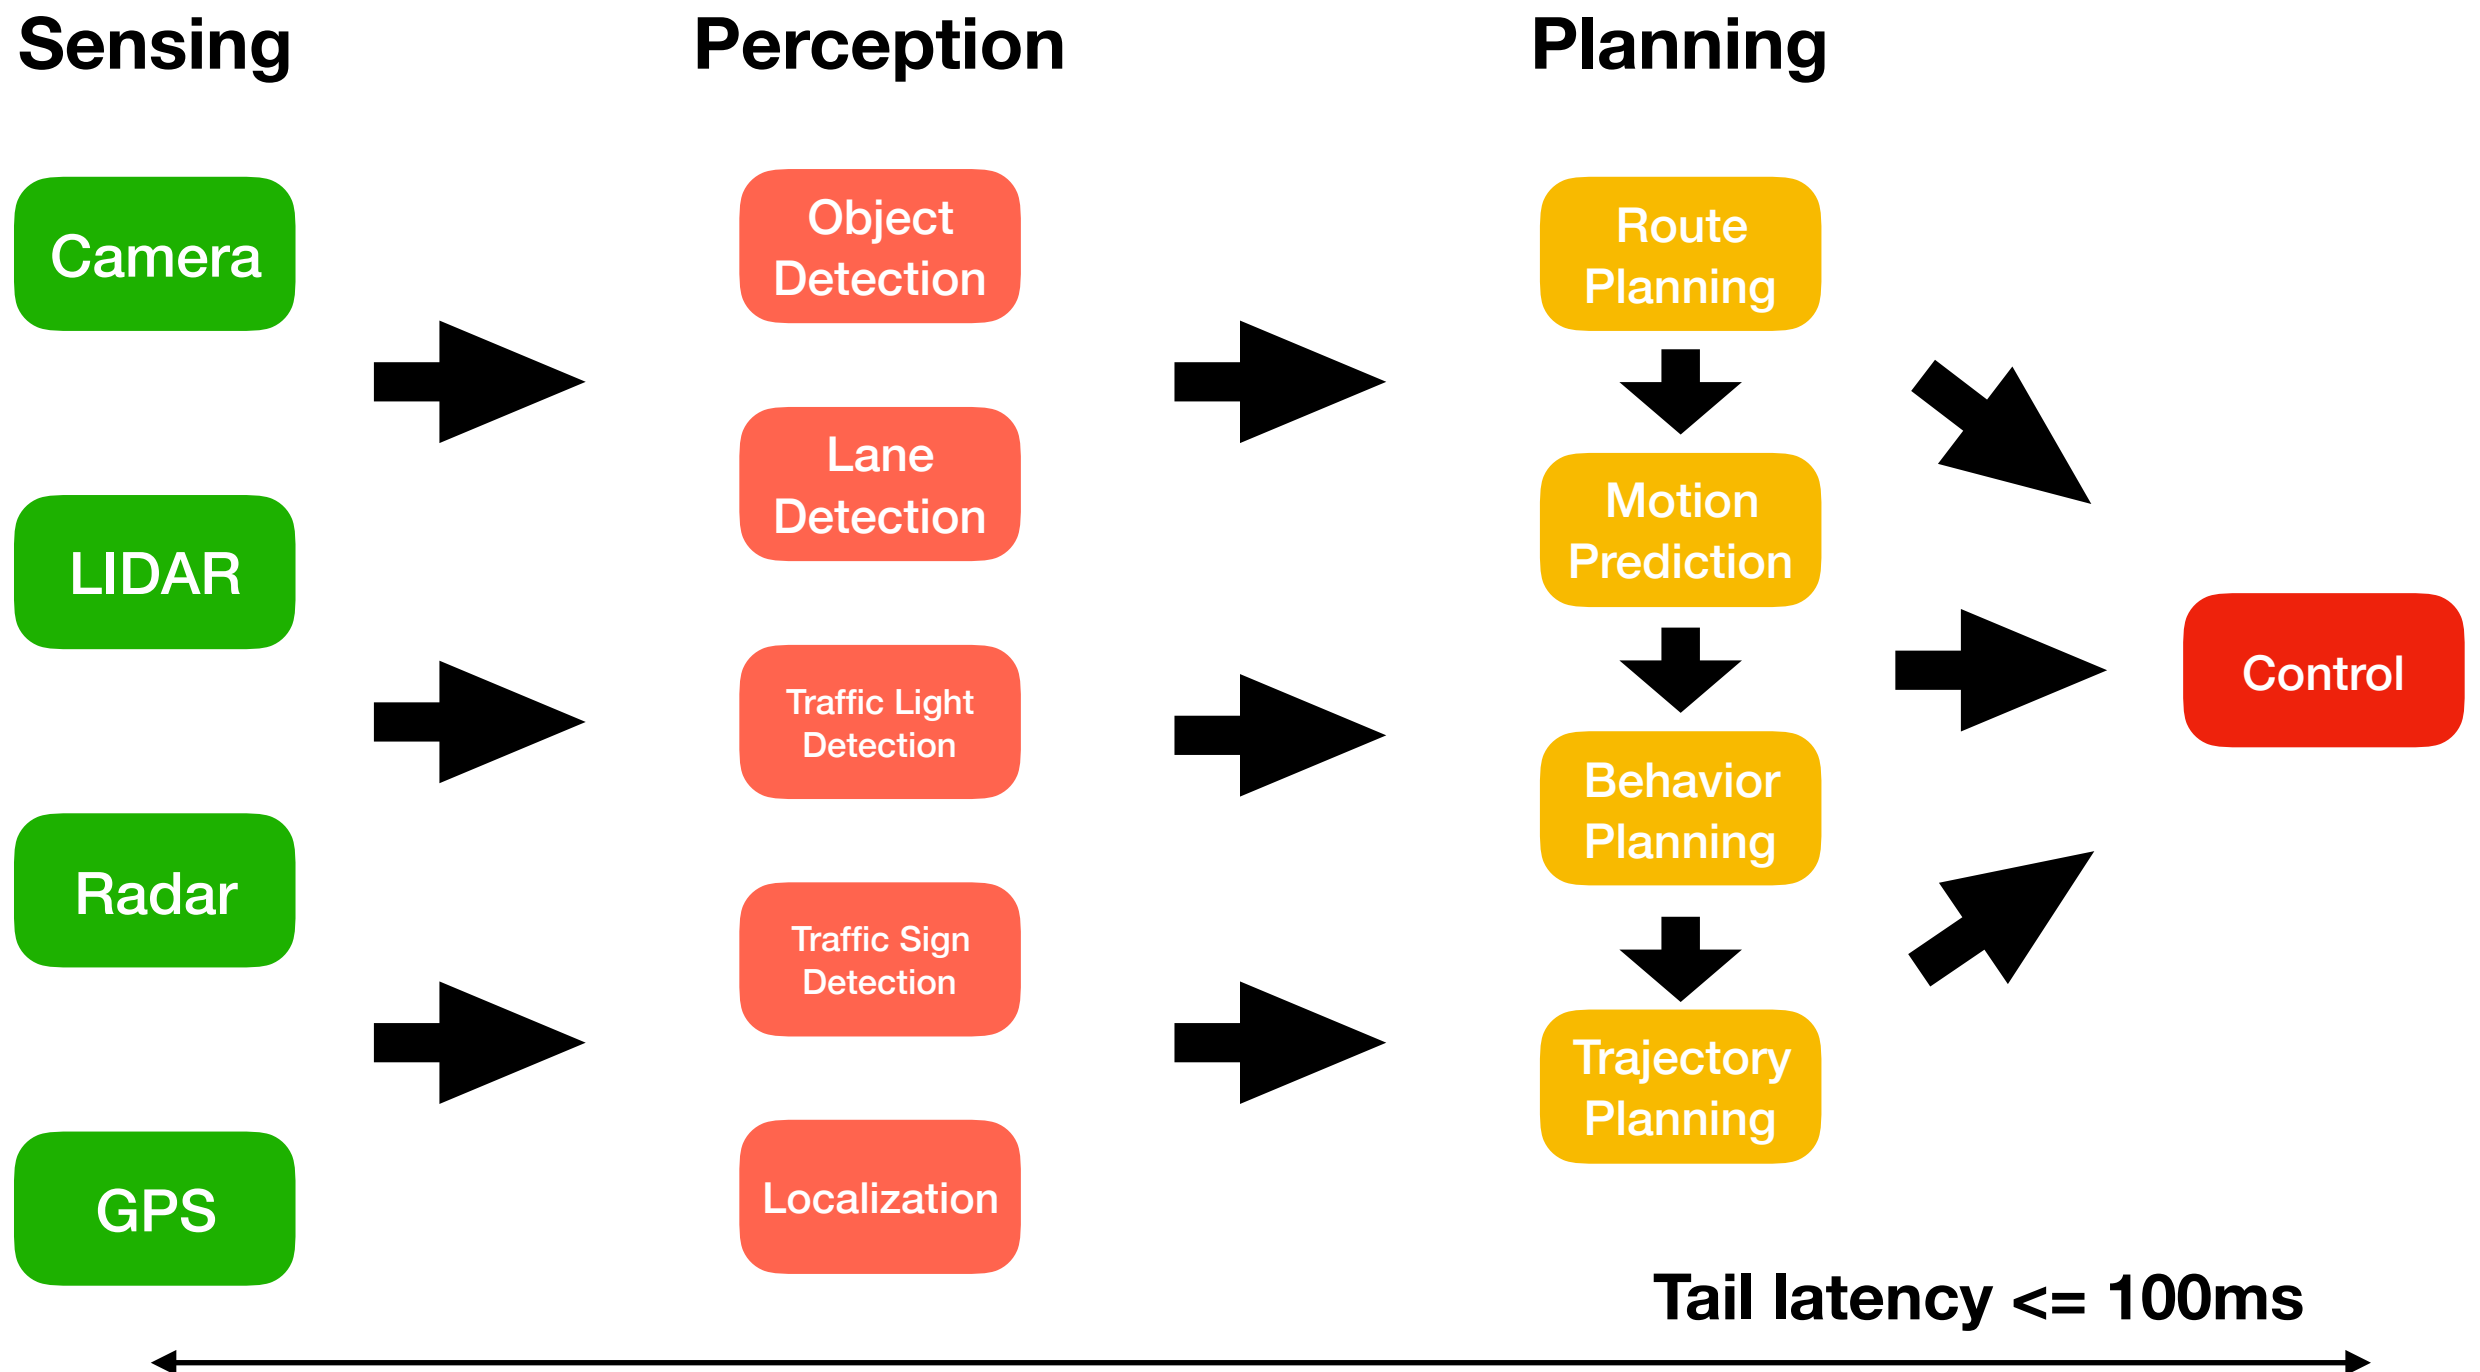 Sensing
Perception
Planning
Camera
LIDAR
Radar
GPS
Object
Detection
Lane
Detection
Traffic Light
Detection
Traffic Sign
Detection
Localization
Route
Planning
Motion
Prediction
Behavior
Planning
Trajectory
Planning
Control
Tail latency <= 100ms